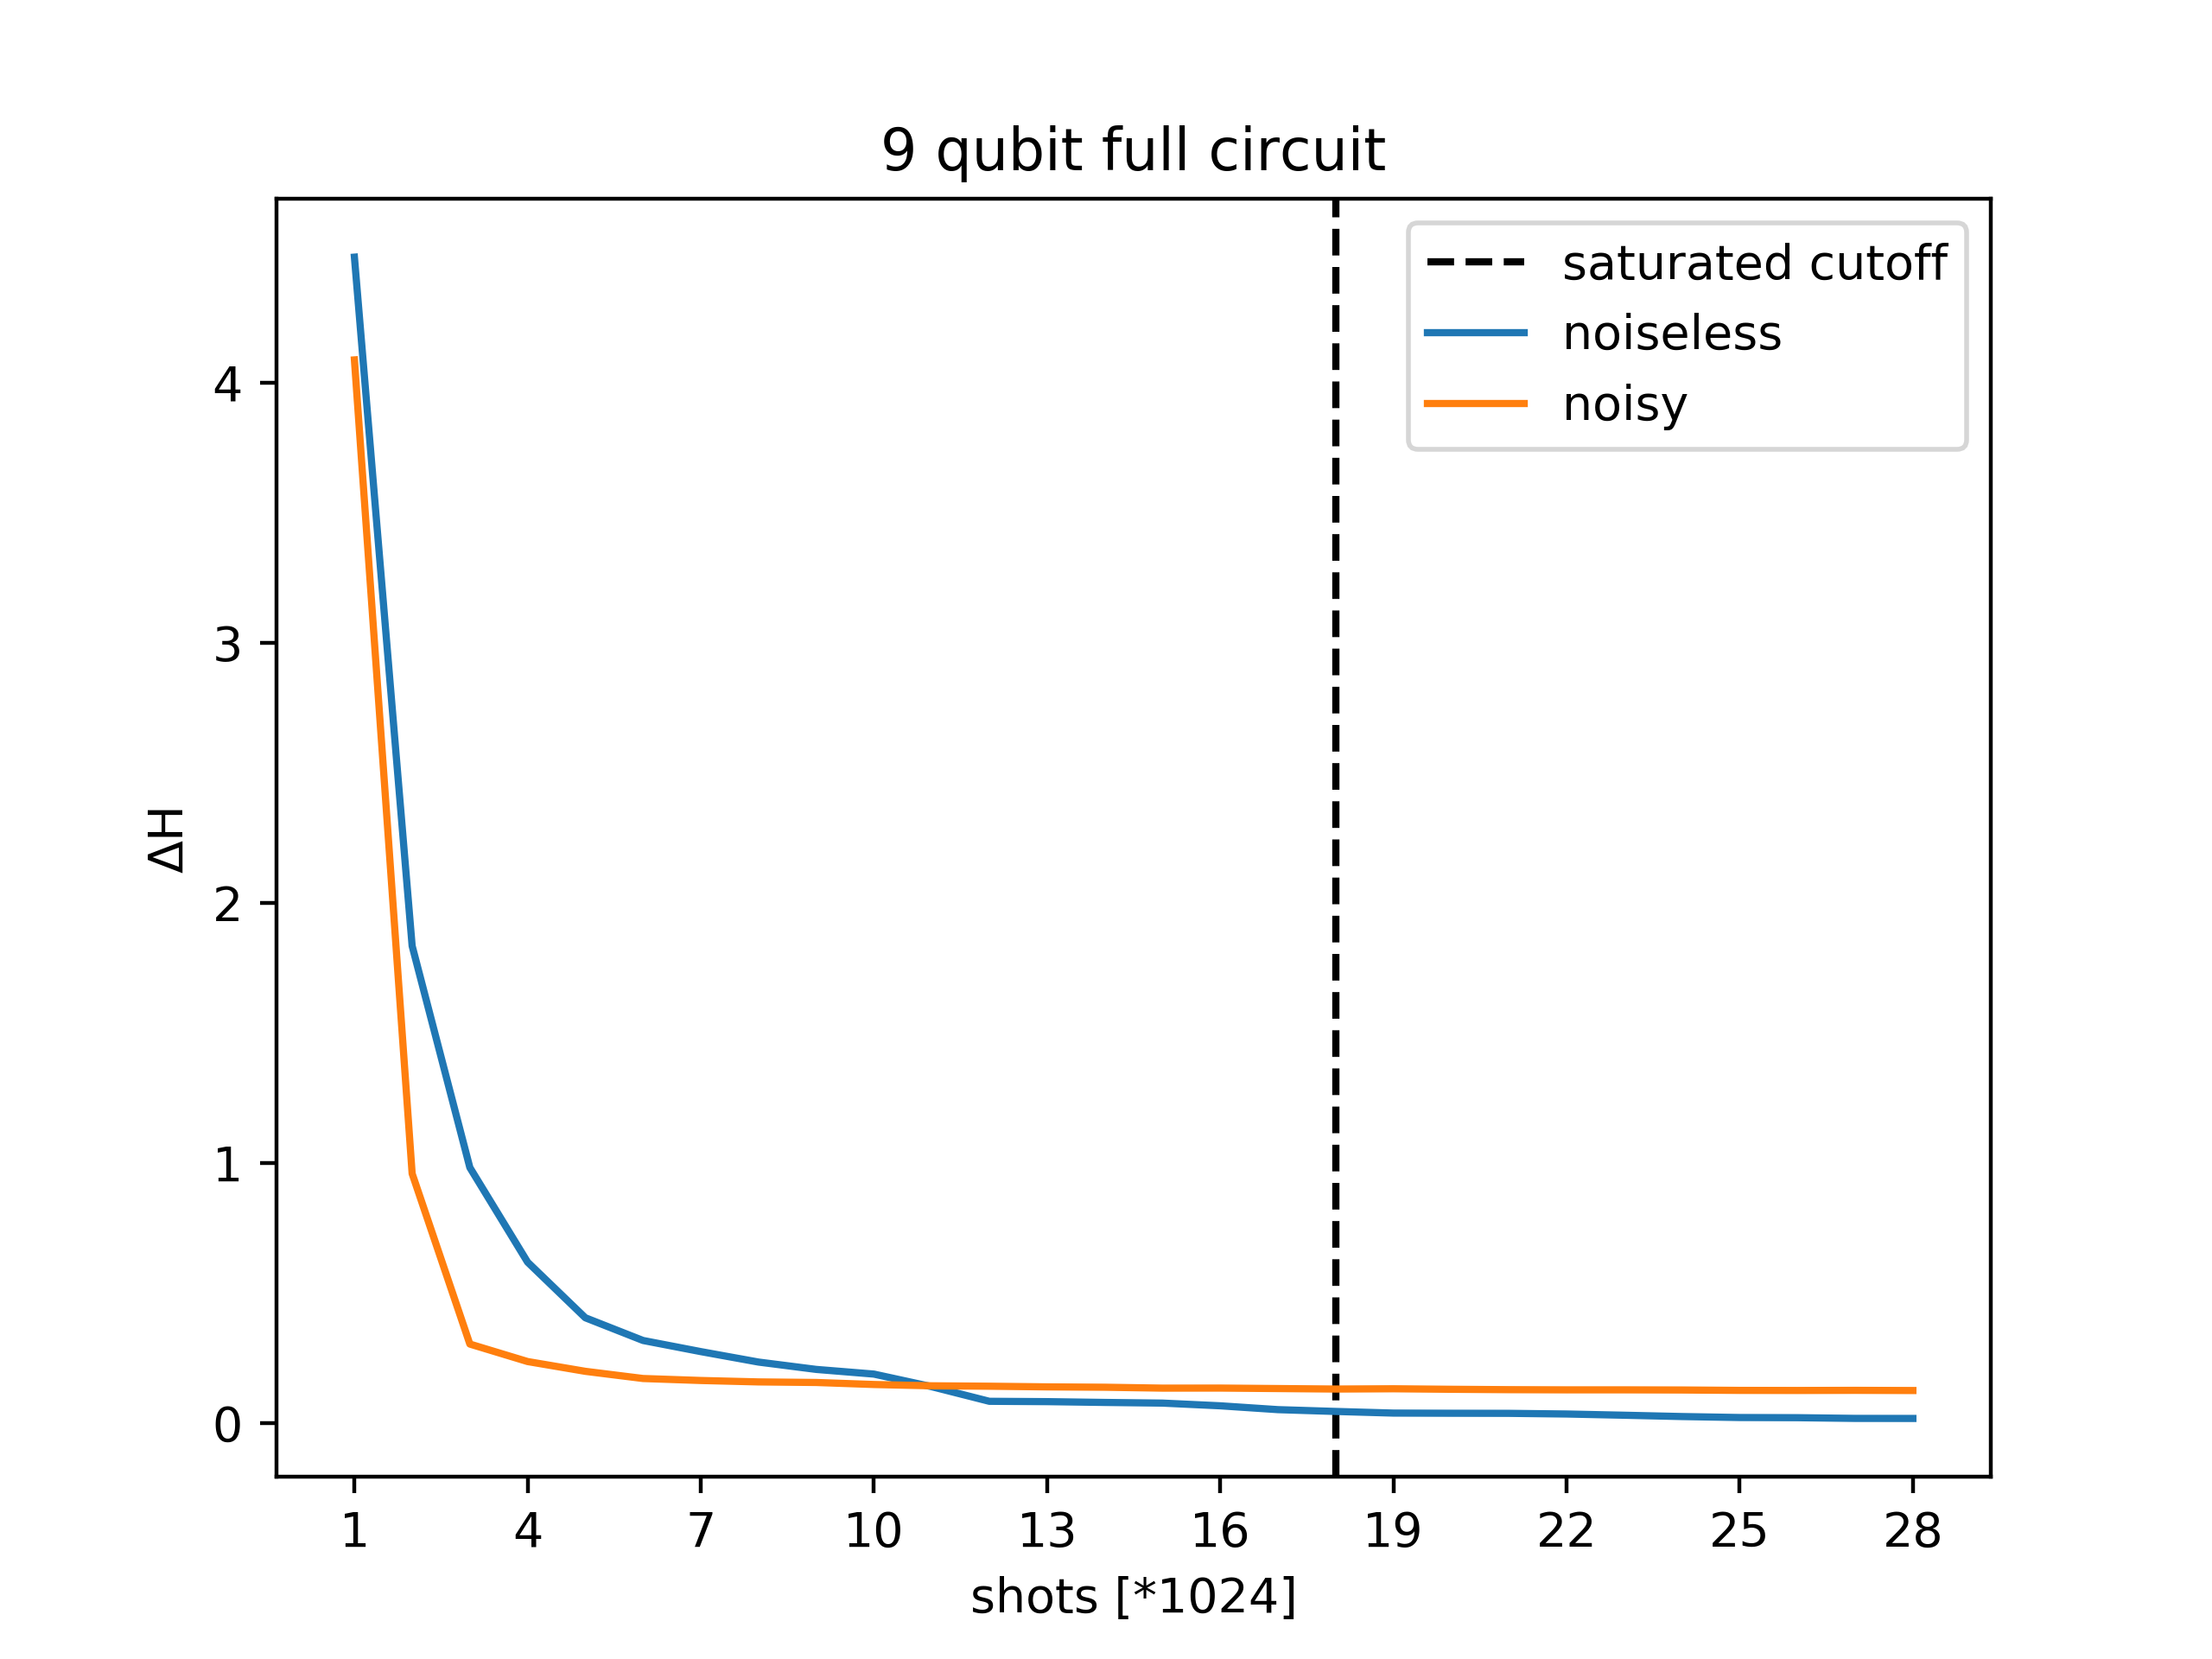 9 qubit full circuit
saturated cutoff
noiseless
noisy
4
3
2
1
0
ΔH
1 4 7 10 13 16 19 22 25 28
shots [*1024]